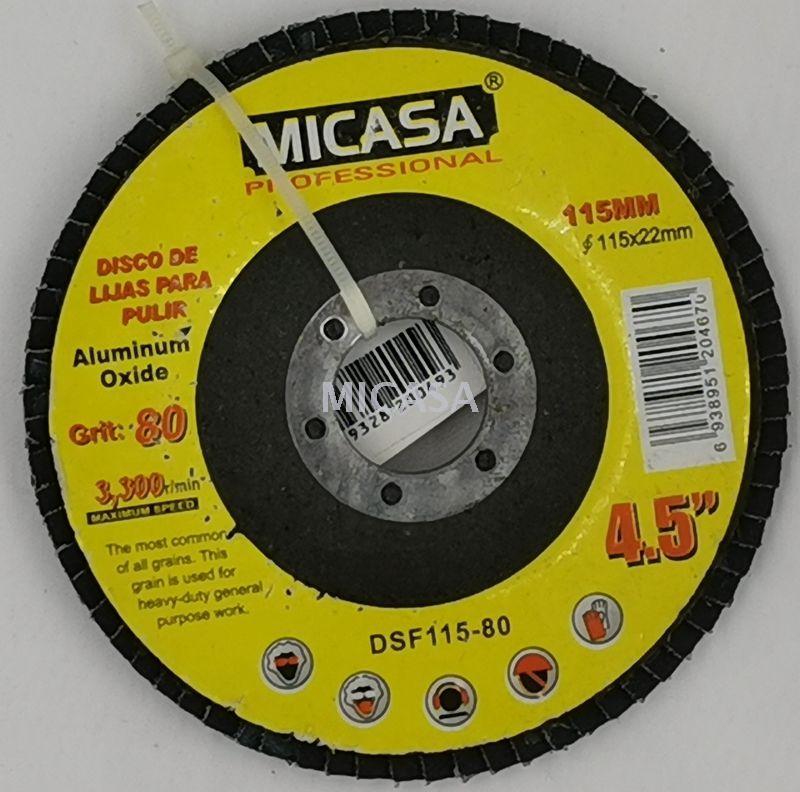 MICASA®
PROFESSIONAL
115MM
∮ 115x22mm
DISCO DE
LIJAS PARA
PULIR
Aluminum
Oxide
Grit: 80
3,300r/min
MAXIMUM SPEED
The most common
of all grains. This
grain is used for
heavy-duty general
purpose work.
6 938951 204670
MICASA
4.5”
DSF115-80